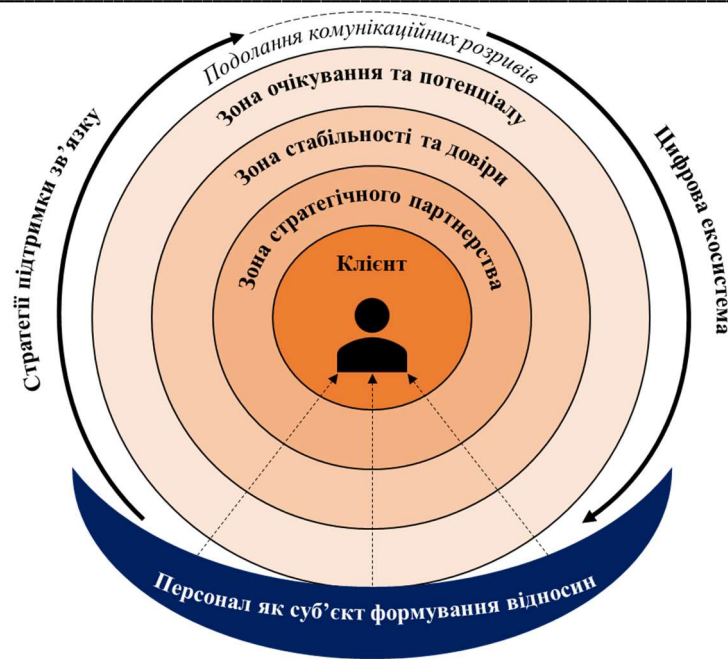 Подолання комунікаційних розривів
Зона очікування та потенціалу
Зона стабільності та довіри
Зона стратегічного партнерства
Клієнт
Стратегії підтримки зв’язку
Цифрова екосистема
Персонал як суб’єкт формування відносин